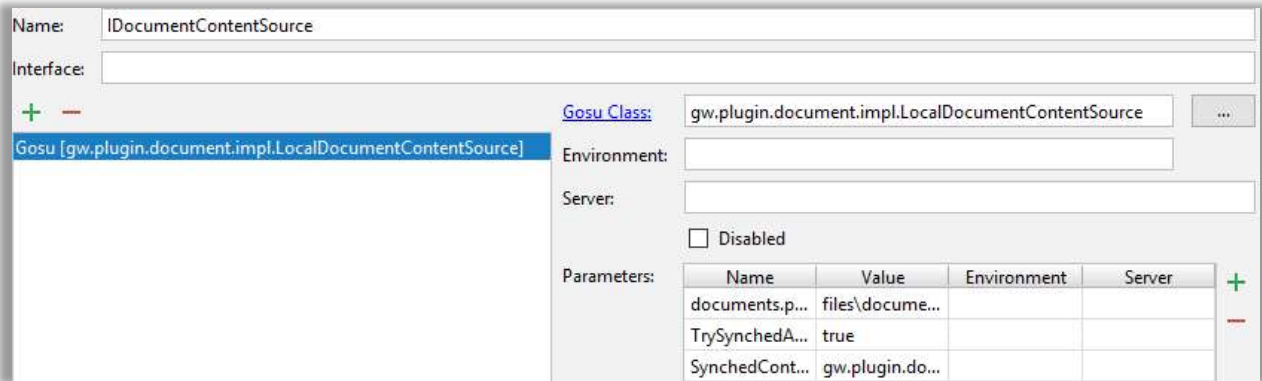 Name: IDocumentContentSource
Interface:
Gosu Class: gw.plugin.document.impl.LocalDocumentContentSource ...
Gosu [gw.plugin.document.impl.LocalDocumentContentSource]
Environment:
Server:
Disabled
Parameters: Name Value Environment Server
documents.p... files\docume...
TrySynchedA... true
SynchedCont... gw.plugin.do...